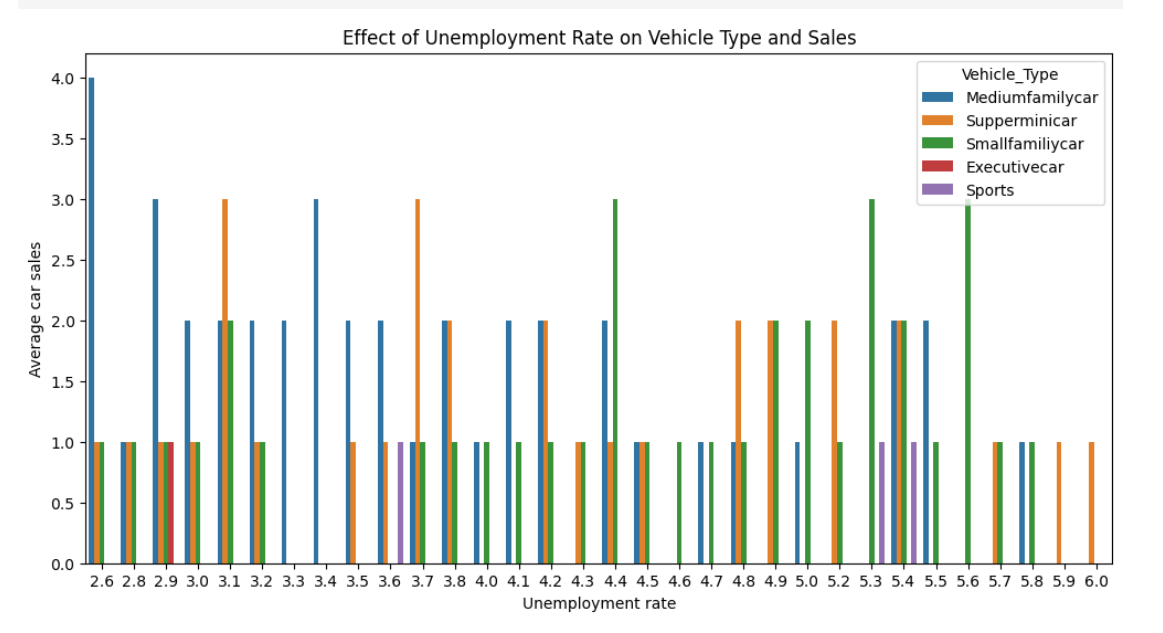 Effect of Unemployment Rate on Vehicle Type and Sales
Vehicle_Type
Mediumfamilycar
Supperminicar
Smallfamiliycar
Executivecar
Sports
Average car sales
4.0
3.5
3.0
2.5
2.0
1.5
1.0
0.5
0.0
2.6 2.8 2.9 3.0 3.1 3.2 3.3 3.4 3.5 3.6 3.7 3.8 4.0 4.1 4.2 4.3 4.4 4.5 4.6 4.7 4.8 4.9 5.0 5.2 5.3 5.4 5.5 5.6 5.7 5.8 5.9 6.0
Unemployment rate